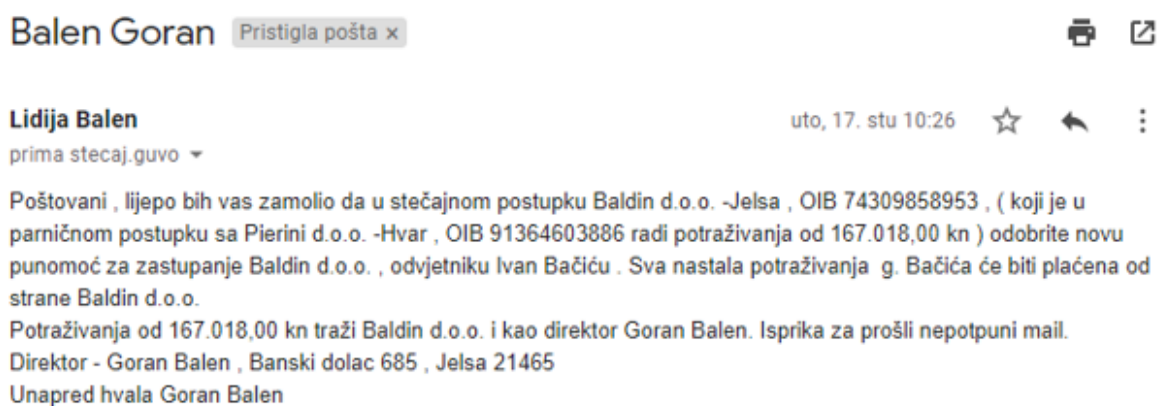 Balen Goran Pristigla pošta ×
Lidija Balen uto, 17. stu 10:26
prima stecaj.guvo
Poštovani , lijepo bih vas zamolio da u stečajnom postupku Baldin d.o.o. -Jelsa , OIB 74309858953 , ( koji je u
parničnom postupku sa Pierini d.o.o. -Hvar , OIB 91364603886 radi potraživanja od 167.018,00 kn ) odobrite novu
punomoć za zastupanje Baldin d.o.o. , odvjetniku Ivan Bačiću . Sva nastala potraživanja g. Bačića će biti plaćena od
strane Baldin d.o.o.
Potraživanja od 167.018,00 kn traži Baldin d.o.o. i kao direktor Goran Balen. Isprika za prošli nepotpuni mail.
Direktor - Goran Balen , Banski dolac 685 , Jelsa 21465
Unapred hvala Goran Balen